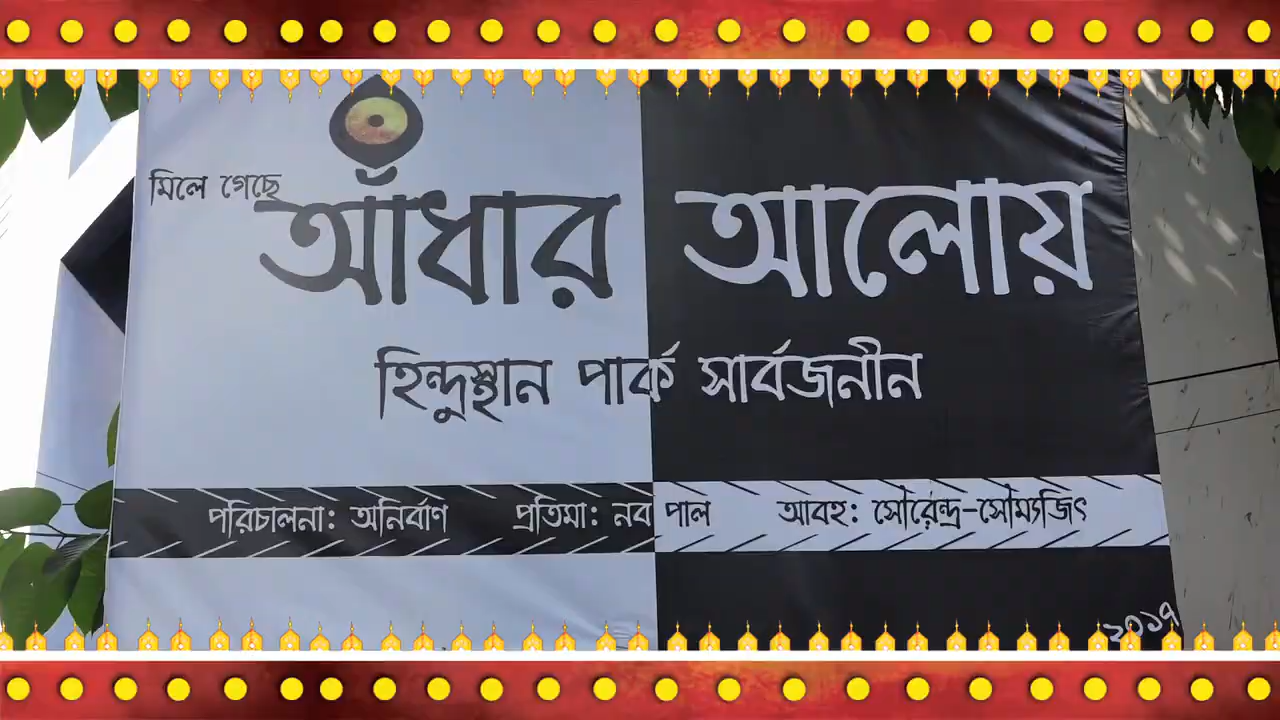 মিলে গেছে
আঁধার আলোয়
হিন্দুস্থান পার্ক সার্বজনীন
পরিচালনা: অনির্বাণ প্রতিমা: নব পাল আবহ: সৌরেন্দ্র-সৌম্যজিৎ
২০১৭